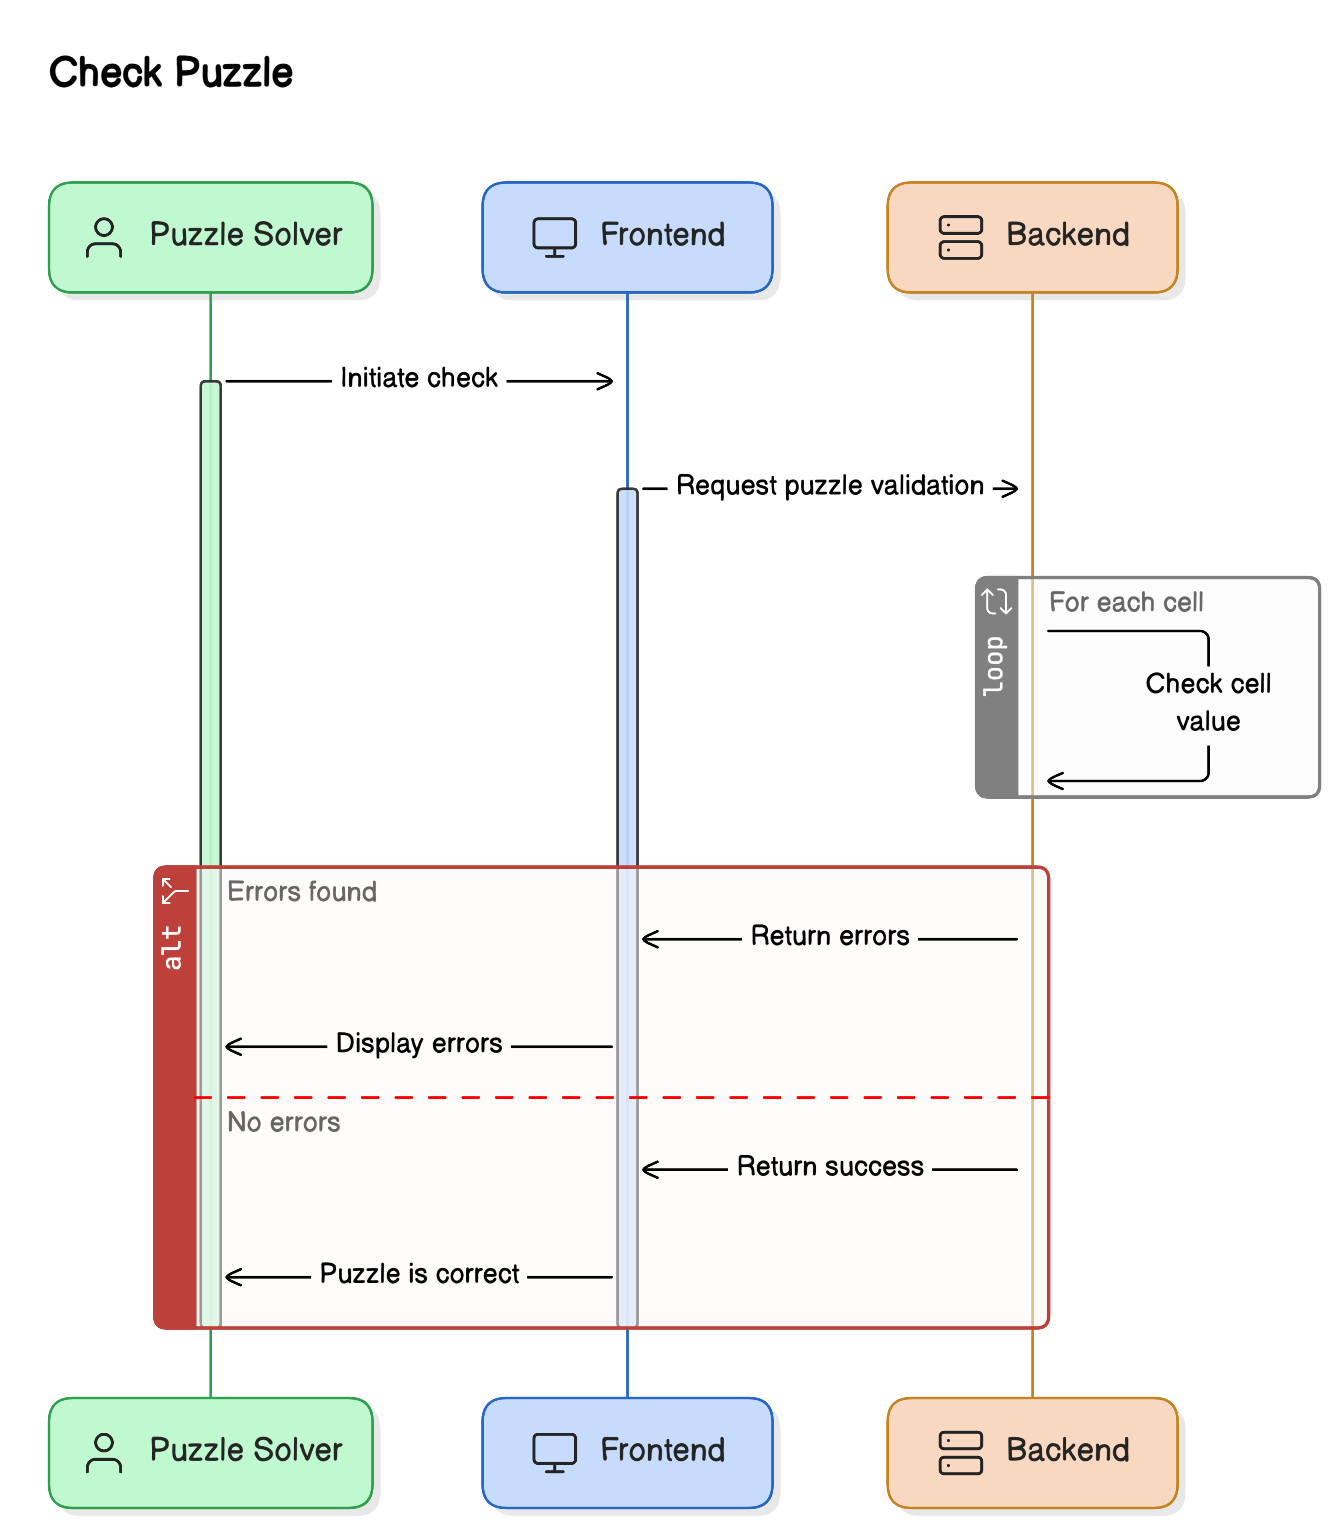 Check Puzzle
Puzzle Solver
Frontend
Backend
Initiate check
Request puzzle validation
loop
For each cell
Check cell
value
alt
Errors found
Return errors
Display errors
No errors
Return success
Puzzle is correct
Puzzle Solver
Frontend
Backend